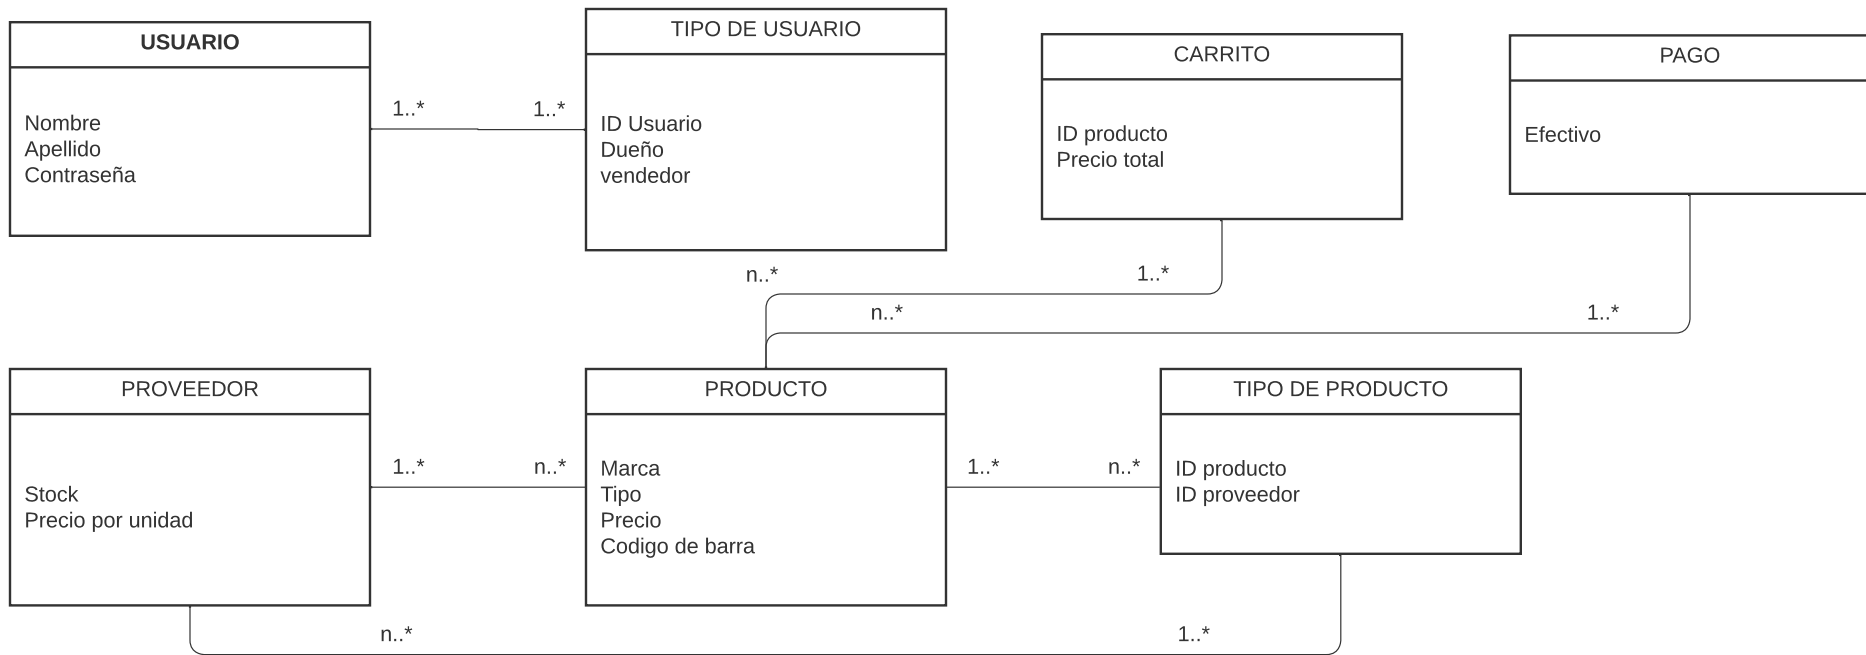 USUARIO
Nombre
Apellido
Contraseña
1..*
1..*
TIPO DE USUARIO
ID Usuario
Dueño
vendedor
CARRITO
ID producto
Precio total
PAGO
Efectivo
n..*
1..*
n..*
1..*
PROVEEDOR
Stock
Precio por unidad
1..*
n..*
PRODUCTO
Marca
Tipo
Precio
Codigo de barra
1..*
n..*
TIPO DE PRODUCTO
ID producto
ID proveedor
n..*
1..*